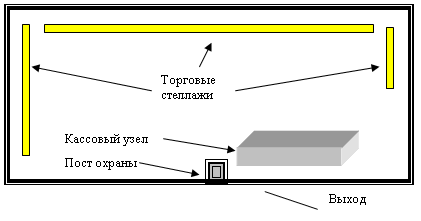 Торговые
стеллажи
Кассовый узел
Пост охраны
Выход